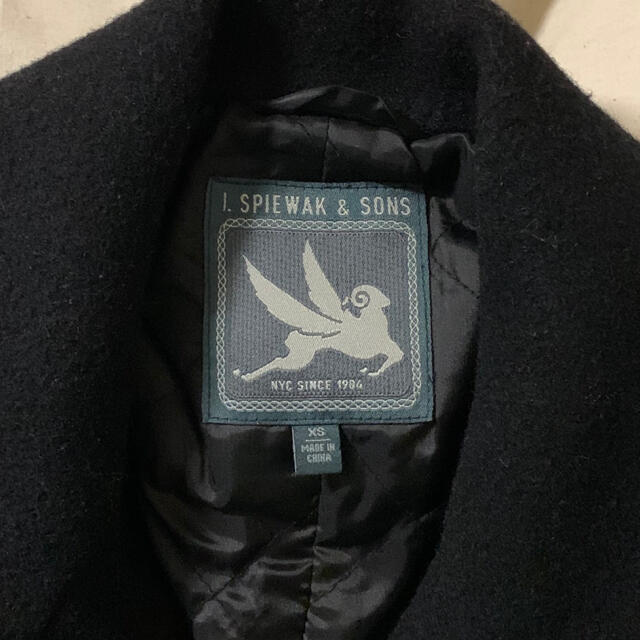 I. SPIEWAK & SONS
NYC SINCE 1904
XS
MADE IN
CHINA